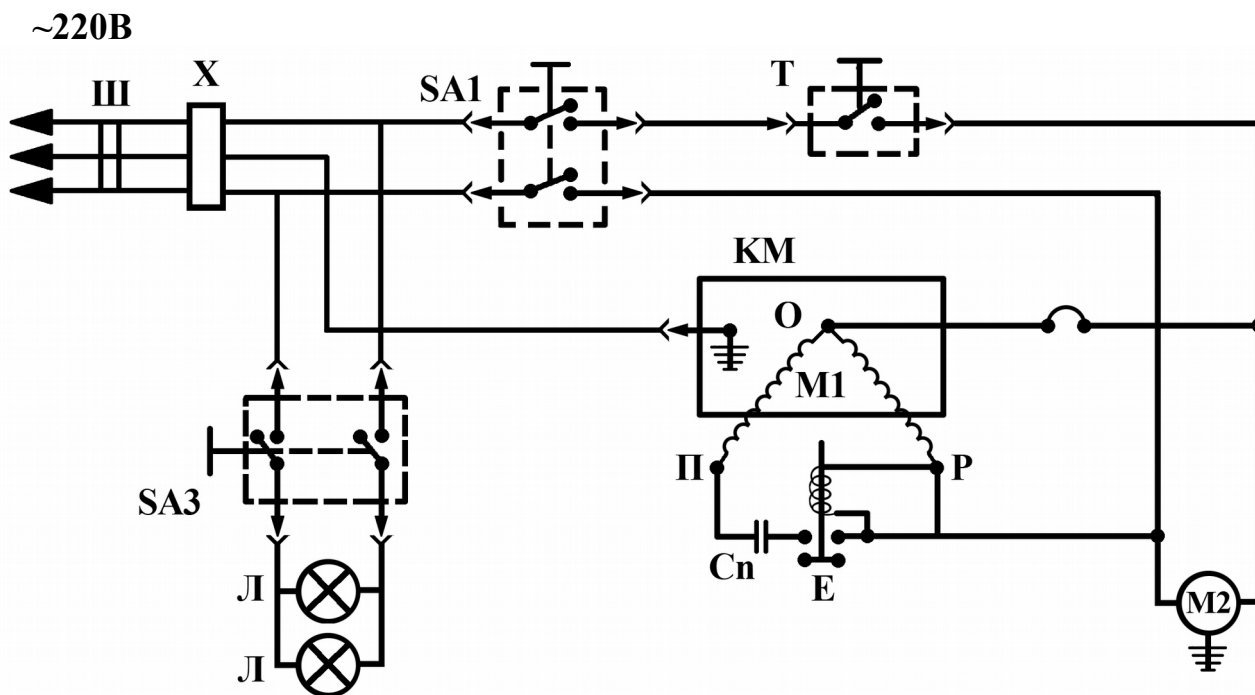 ~220В
Ш
X
SA1
Т
КМ
О
М1
П
Р
SA3
Сп
Е
Л
М2
Л